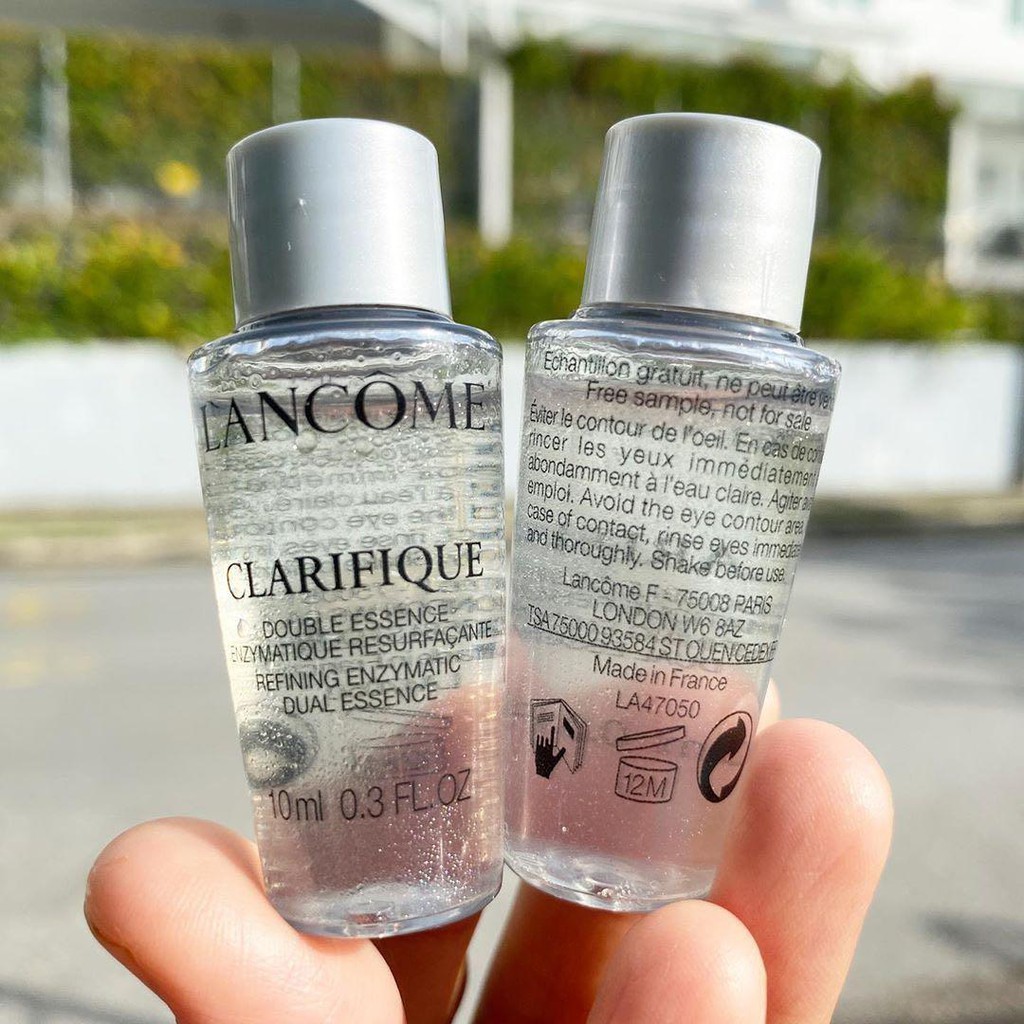 LANCÔME
CLARIFIQUE
DOUBLE ESSENCE
ENZYMATIQUE RESURFAÇANTE
REFINING ENZYMATIC
DUAL ESSENCE
10ml 0.3 FL.OZ
Échantillon gratuit, ne peut être
Free sample, not for sale
Éviter le contour de l'oeil. En cas de
rincer les yeux immédiatement
abondamment à l'eau claire. Agiter
emploi. Avoid the eye contour area
case of contact, rinse eyes
and thoroughly. Shake before use.
Lancôme F - 75008 PARIS
LONDON W6 8AZ
TSA 75000 93584 ST OUEN CEDEX
Made in France
LA47050
12M